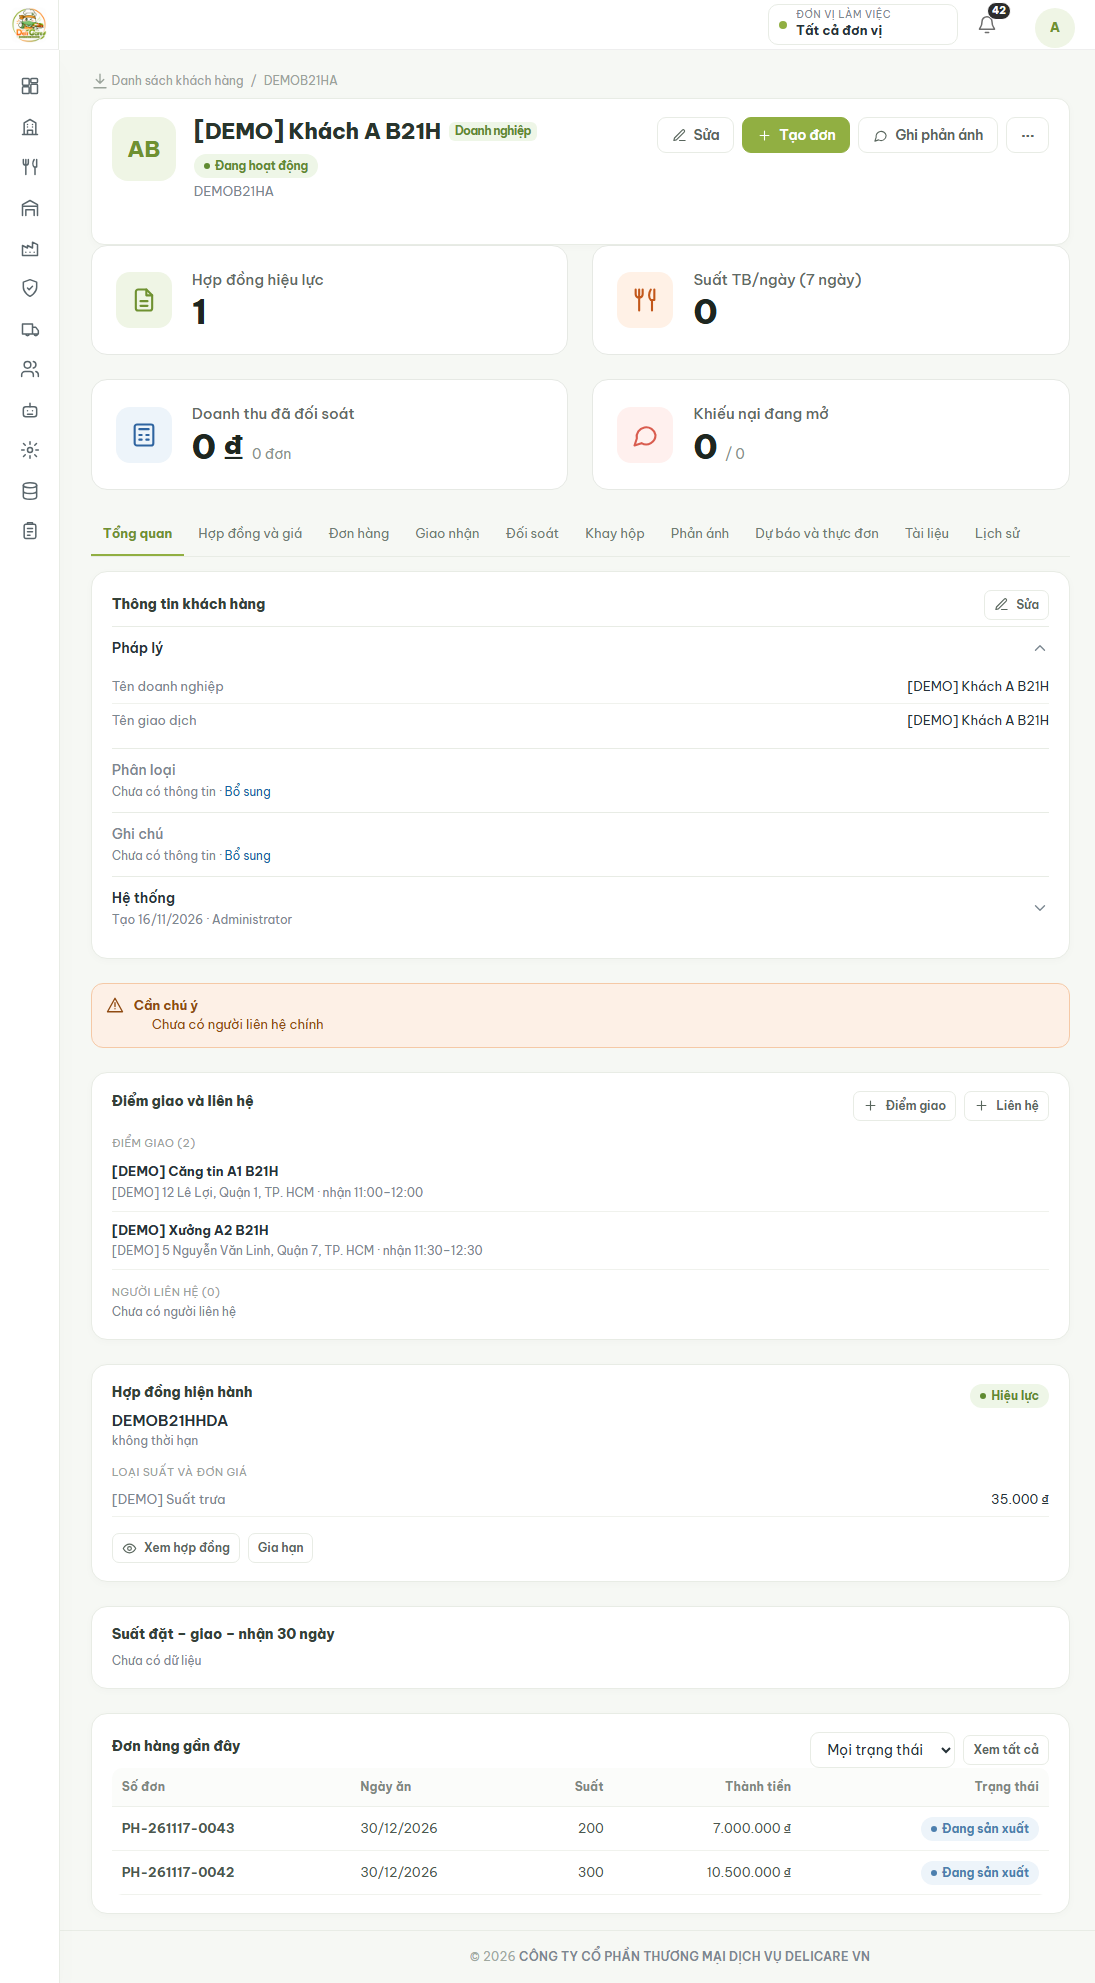 ĐƠN VỊ LÀM VIỆC
Tất cả đơn vị
42
A
Danh sách khách hàng / DEMOB21HA
AB
[DEMO] Khách A B21H
Doanh nghiệp
Đang hoạt động
DEMOB21HA
Sửa
Tạo đơn
Ghi phản ánh
...
Hợp đồng hiệu lực
1
Suất TB/ngày (7 ngày)
0
Doanh thu đã đối soát
0 đ 0 đơn
Khiếu nại đang mở
0 / 0
Tổng quan
Hợp đồng và giá
Đơn hàng
Giao nhận
Đối soát
Khay hộp
Phản ánh
Dự báo và thực đơn
Tài liệu
Lịch sử
Thông tin khách hàng
Sửa
Pháp lý
Tên doanh nghiệp [DEMO] Khách A B21H
Tên giao dịch [DEMO] Khách A B21H
Phân loại
Chưa có thông tin · Bổ sung
Ghi chú
Chưa có thông tin · Bổ sung
Hệ thống
Tạo 16/11/2026 · Administrator
Cần chú ý
Chưa có người liên hệ chính
Điểm giao và liên hệ
Điểm giao
Liên hệ
ĐIỂM GIAO (2)
[DEMO] Căng tin A1 B21H
[DEMO] 12 Lê Lợi, Quận 1, TP. HCM · nhận 11:00–12:00
[DEMO] Xưởng A2 B21H
[DEMO] 5 Nguyễn Văn Linh, Quận 7, TP. HCM · nhận 11:30–12:30
NGƯỜI LIÊN HỆ (0)
Chưa có người liên hệ
Hợp đồng hiện hành
Hiệu lực
DEMOB21HHDA
không thời hạn
LOẠI SUẤT VÀ ĐƠN GIÁ
[DEMO] Suất trưa 35.000 đ
Xem hợp đồng
Gia hạn
Suất đặt – giao – nhận 30 ngày
Chưa có dữ liệu
Đơn hàng gần đây
Mọi trạng thái
Xem tất cả
Số đơn Ngày ăn Suất Thành tiền Trạng thái
PH-261117-0043 30/12/2026 200 7.000.000 đ Đang sản xuất
PH-261117-0042 30/12/2026 300 10.500.000 đ Đang sản xuất
© 2026 CÔNG TY CỔ PHẦN THƯƠNG MẠI DỊCH VỤ DELICARE VN